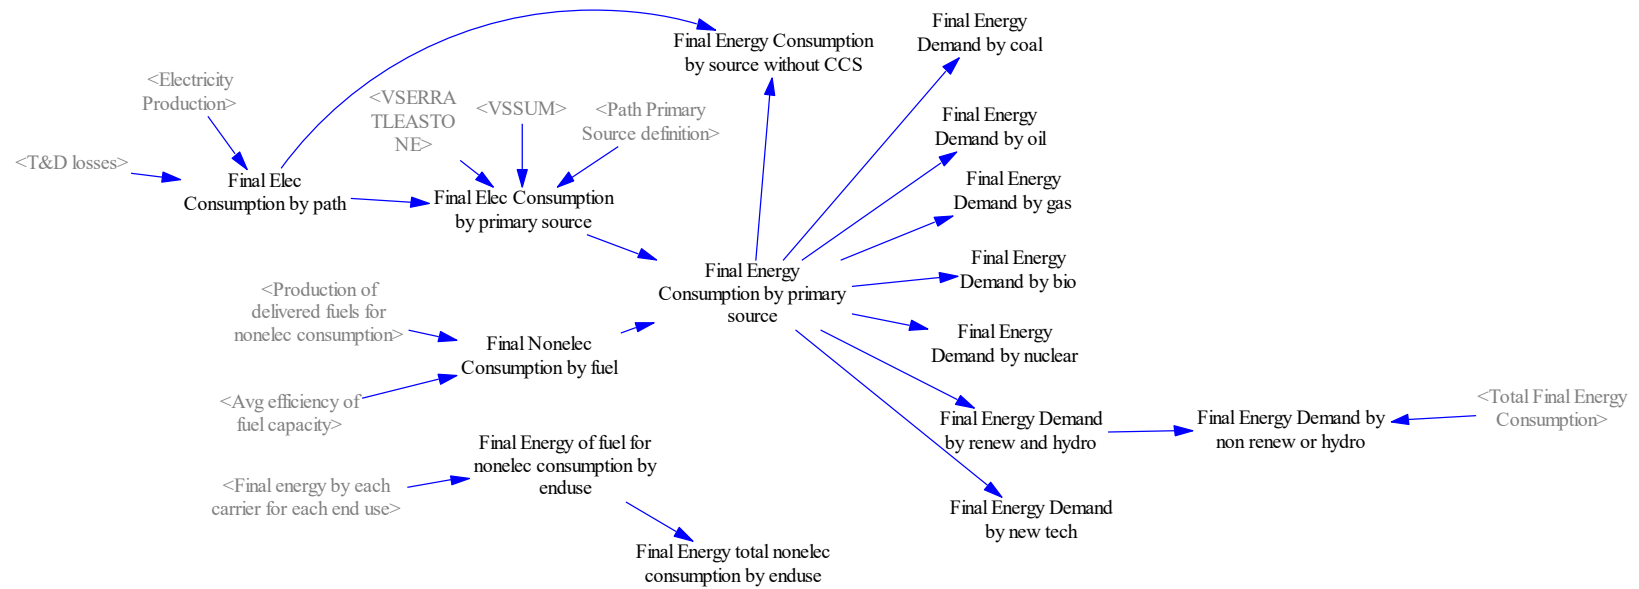 Final Energy
Demand by coal
Final Energy Consumption
by source without CCS
<Electricity
Production>
<VSERRA
TLEASTO
NE>
<VSSUM>
<Path Primary
Source definition>
Final Energy
Demand by oil
<T&D losses>
Final Elec
Consumption by path
Final Elec Consumption
by primary source
Final Energy
Demand by gas
Final Energy
Consumption by primary
source
Final Energy
Demand by bio
<Production of
delivered fuels for
nonelec consumption>
Final Nonelec
Consumption by fuel
Final Energy
Demand by nuclear
<Avg efficiency of
fuel capacity>
Final Energy Demand
by renew and hydro
Final Energy Demand by
non renew or hydro
<Total Final Energy
Consumption>
Final Energy of fuel for
nonelec consumption by
enduse
<Final energy by each
carrier for each end use>
Final Energy Demand
by new tech
Final Energy total nonelec
consumption by enduse